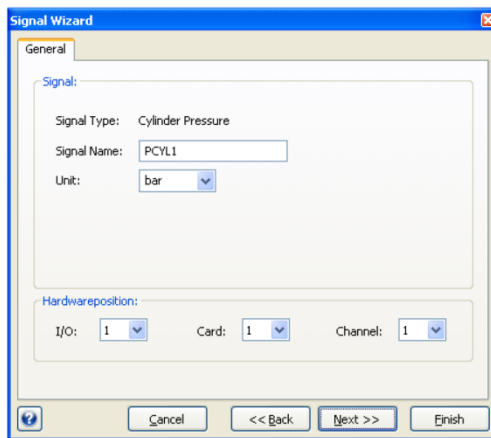 Signal Wizard
General
Signal:
Signal Type: Cylinder Pressure
Signal Name: PCYL1
Unit: bar
Hardwareposition:
I/O: 1 Card: 1 Channel: 1
? Cancel << Back Next >> Finish